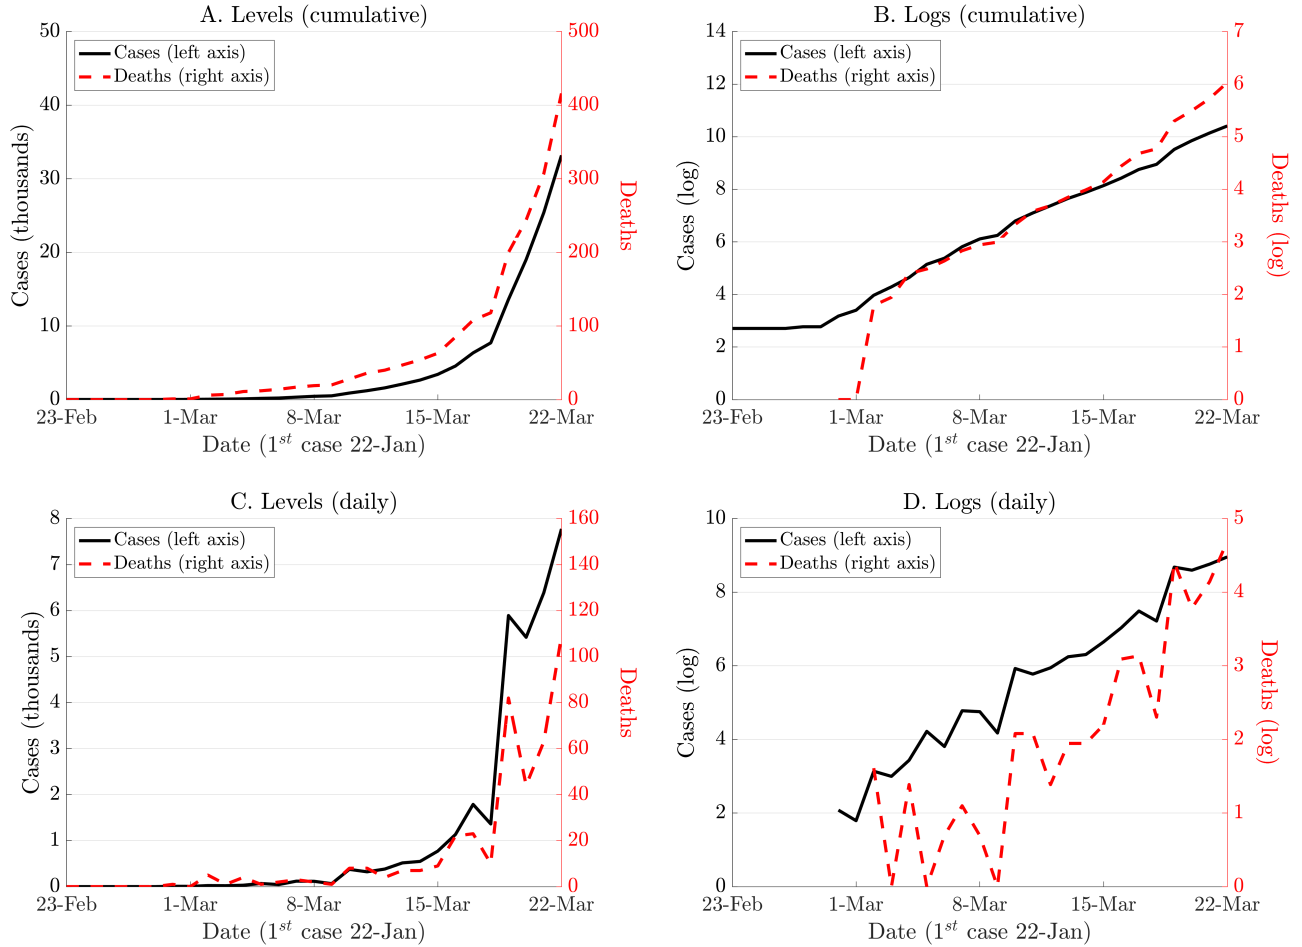 A. Levels (cumulative)
Cases (left axis)
Deaths (right axis)
50
40
30
20
10
0
500
400
300
200
100
0
Cases (thousands)
Deaths
23-Feb 1-Mar 8-Mar 15-Mar 22-Mar
Date (1st case 22-Jan)
B. Logs (cumulative)
Cases (left axis)
Deaths (right axis)
14
12
10
8
6
4
2
0
7
6
5
4
3
2
1
0
Cases (log)
Deaths (log)
23-Feb 1-Mar 8-Mar 15-Mar 22-Mar
Date (1st case 22-Jan)
C. Levels (daily)
Cases (left axis)
Deaths (right axis)
8
7
6
5
4
3
2
1
0
160
140
120
100
80
60
40
20
0
Cases (thousands)
Deaths
23-Feb 1-Mar 8-Mar 15-Mar 22-Mar
Date (1st case 22-Jan)
D. Logs (daily)
Cases (left axis)
Deaths (right axis)
10
8
6
4
2
0
5
4
3
2
1
0
Cases (log)
Deaths (log)
23-Feb 1-Mar 8-Mar 15-Mar 22-Mar
Date (1st case 22-Jan)